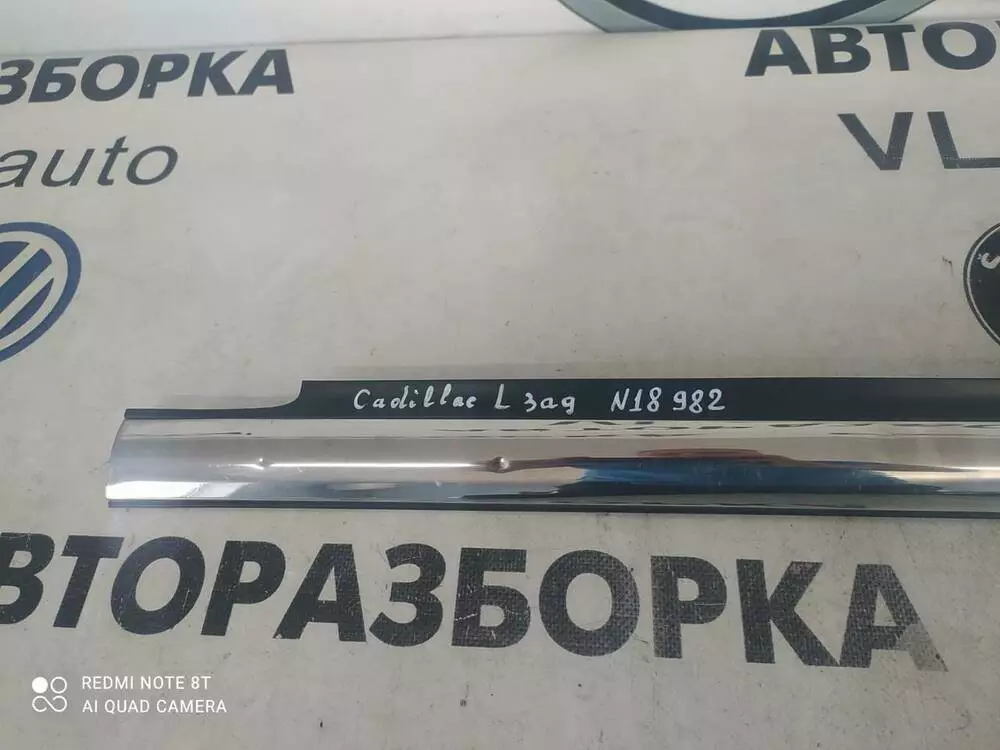 ЗБОРКА
АВТО
auto
VL
Cadillac L зад N18 982
ВТОРАЗБОРКА
REDMI NOTE 8T
AI QUAD CAMERA